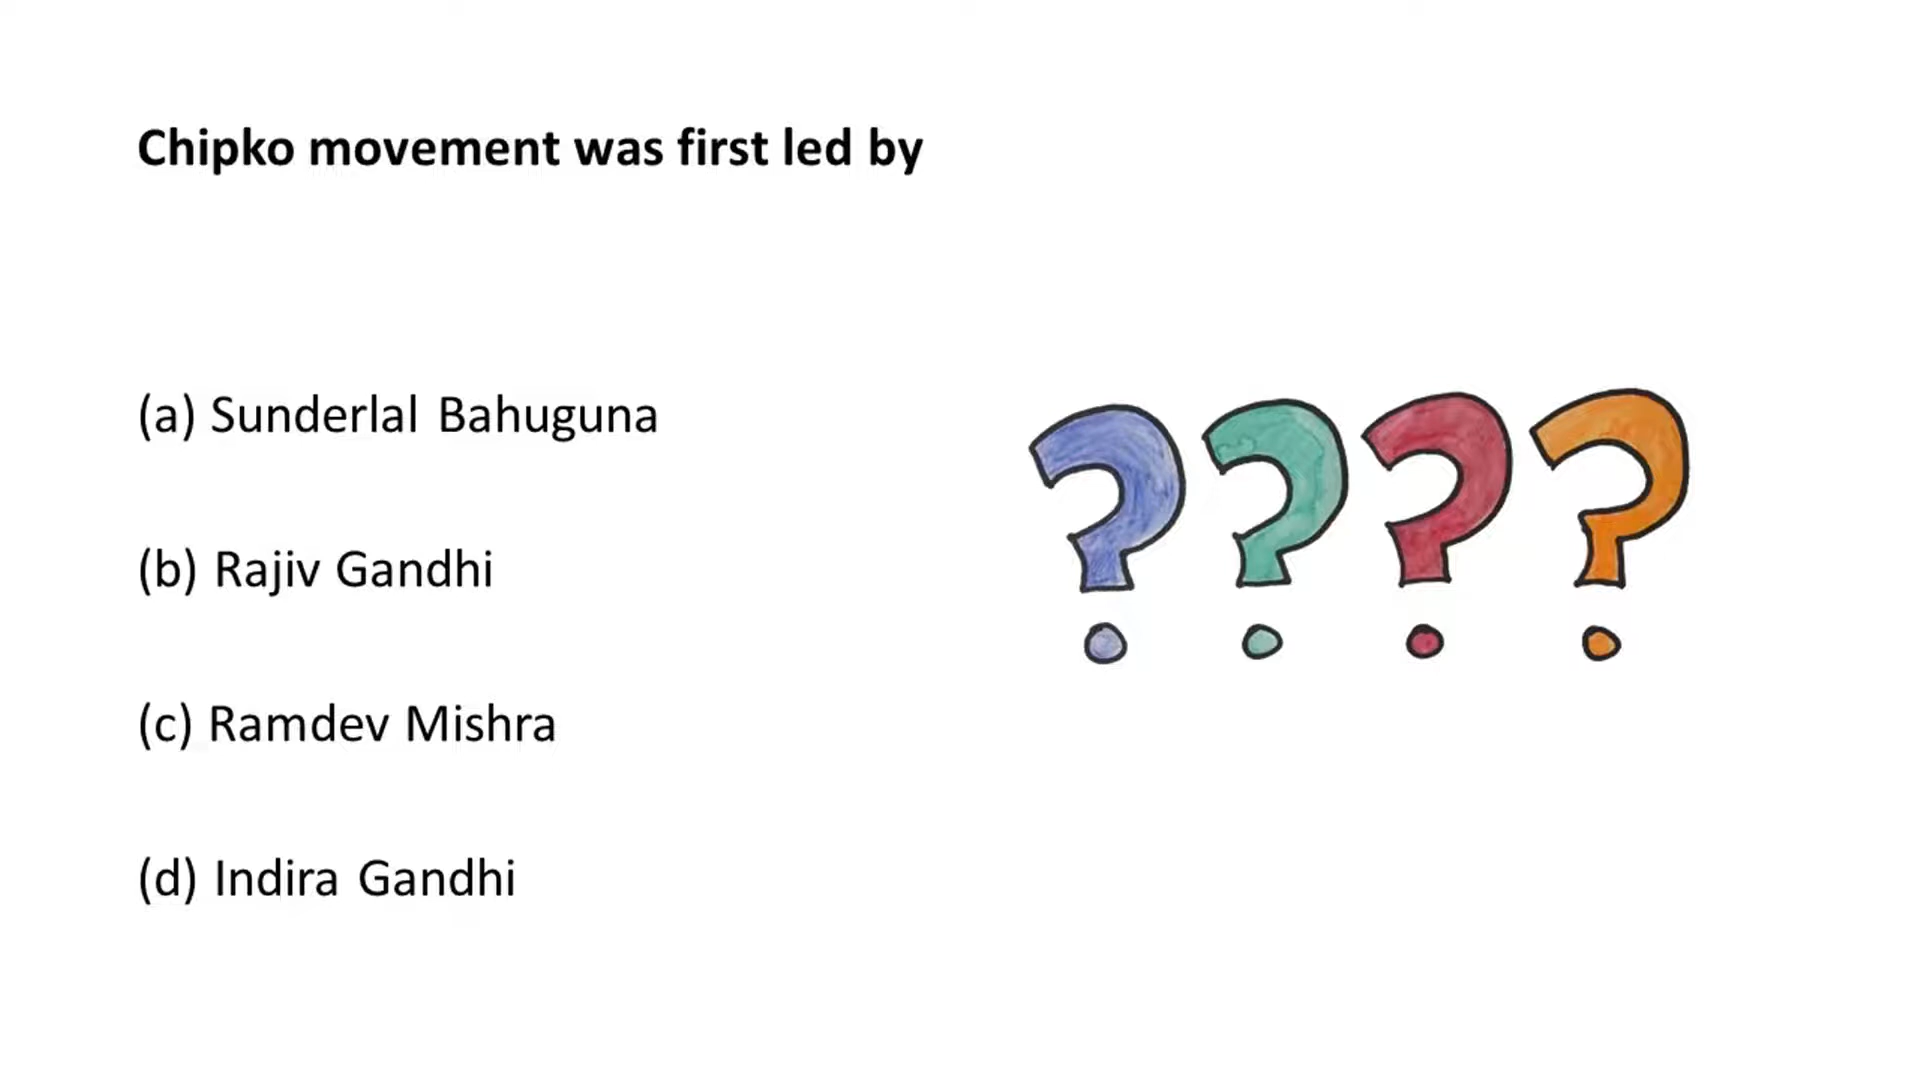 Chipko movement was first led by
(a) Sunderlal Bahuguna
(b) Rajiv Gandhi
(c) Ramdev Mishra
(d) Indira Gandhi